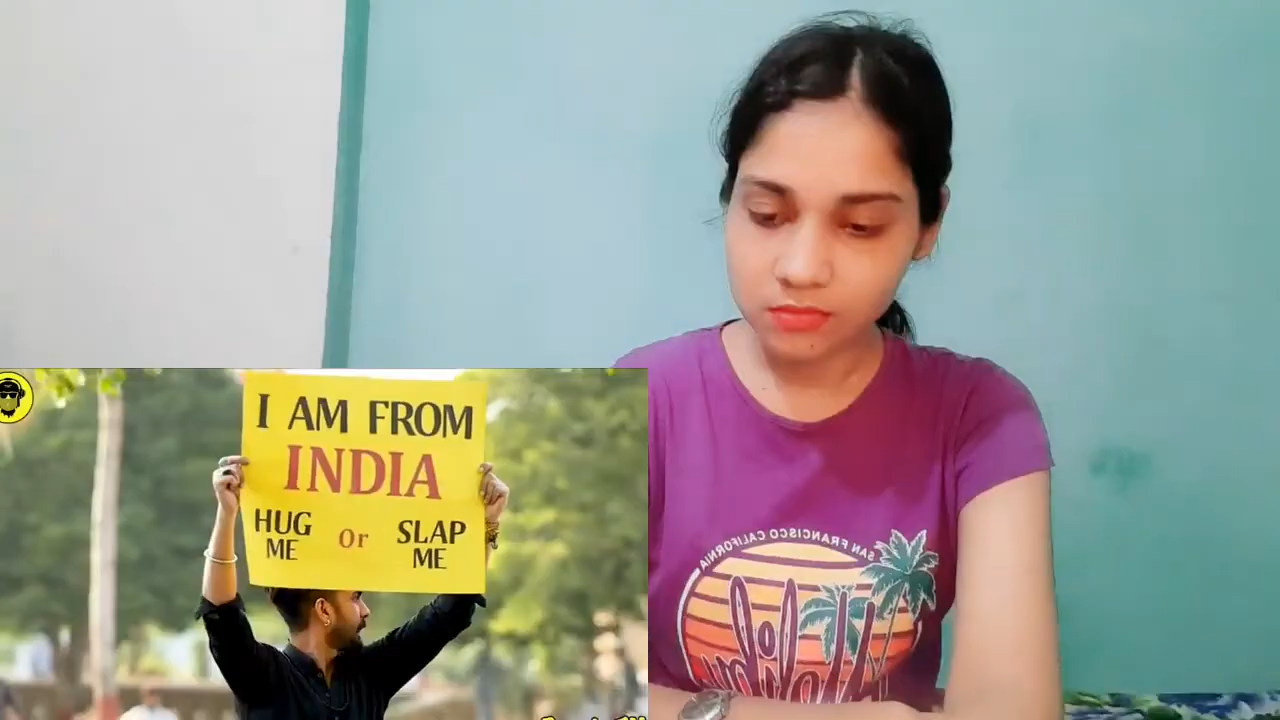 I AM FROM
INDIA
HUG
ME
Or
SLAP
ME
SAN FRANCISCO CALIFORNIA